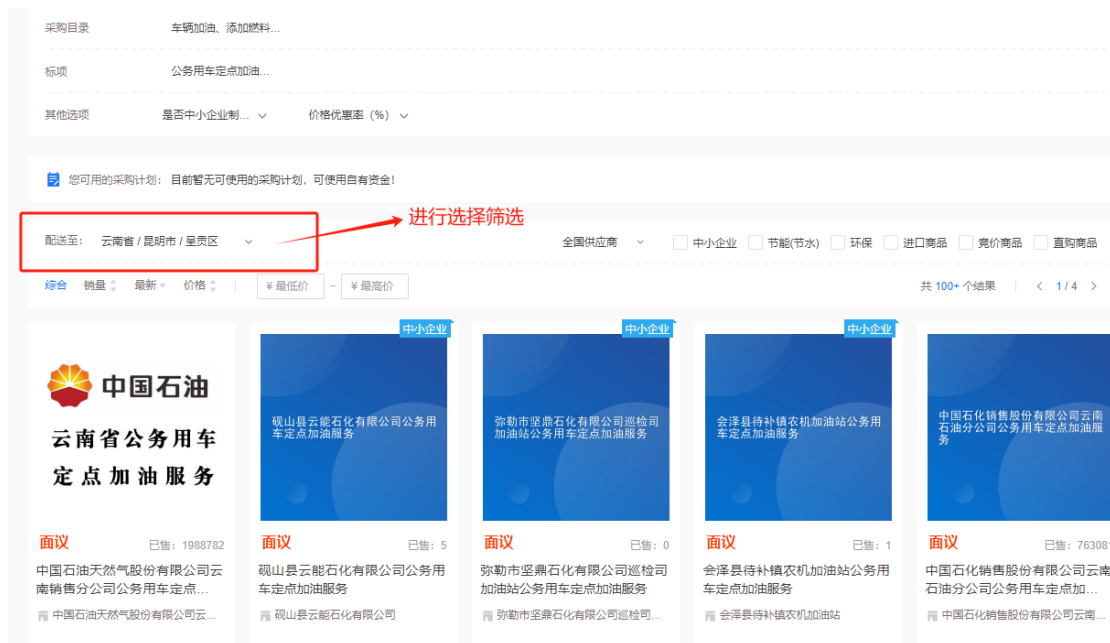 采购目录 车辆加油、添加燃料...
标项 公务用车定点加油...
其他选项 是否中小企业制... 价格优惠率（%）
您可用的采购计划：目前暂无可使用的采购计划，可使用自有资金！
进行选择筛选
配送至： 云南省 / 昆明市 / 呈贡区 全国供应商 中小企业 节能(节水) 环保 进口商品 竞价商品 直购商品
综合 销量 最新 价格 ¥ 最低价 - ¥ 最高价 共 100+ 个结果 < 1 / 4 >
中国石油
云南省公务用车
定点加油服务
面议 已售：1988782
中国石油天然气股份有限公司云
南销售分公司公务用车定点...
中国石油天然气股份有限公司云...
中小企业
砚山县云能石化有限公司公务用
车定点加油服务
面议 已售：5
砚山县云能石化有限公司公务用
车定点加油服务
砚山县云能石化有限公司
中小企业
弥勒市坚鼎石化有限公司巡检司
加油站公务用车定点加油服务
面议 已售：0
弥勒市坚鼎石化有限公司巡检司
加油站公务用车定点加油服务
弥勒市坚鼎石化有限公司巡检司...
中小企业
会泽县待补镇农机加油站公务用
车定点加油服务
面议 已售：1
会泽县待补镇农机加油站公务用
车定点加油服务
会泽县待补镇农机加油站
中国石化销售股份有限公司云南
石油分公司公务用车定点加油服
务
面议 已售：76308
中国石化销售股份有限公司云南
石油分公司公务用车定点加...
中国石化销售股份有限公司云南...